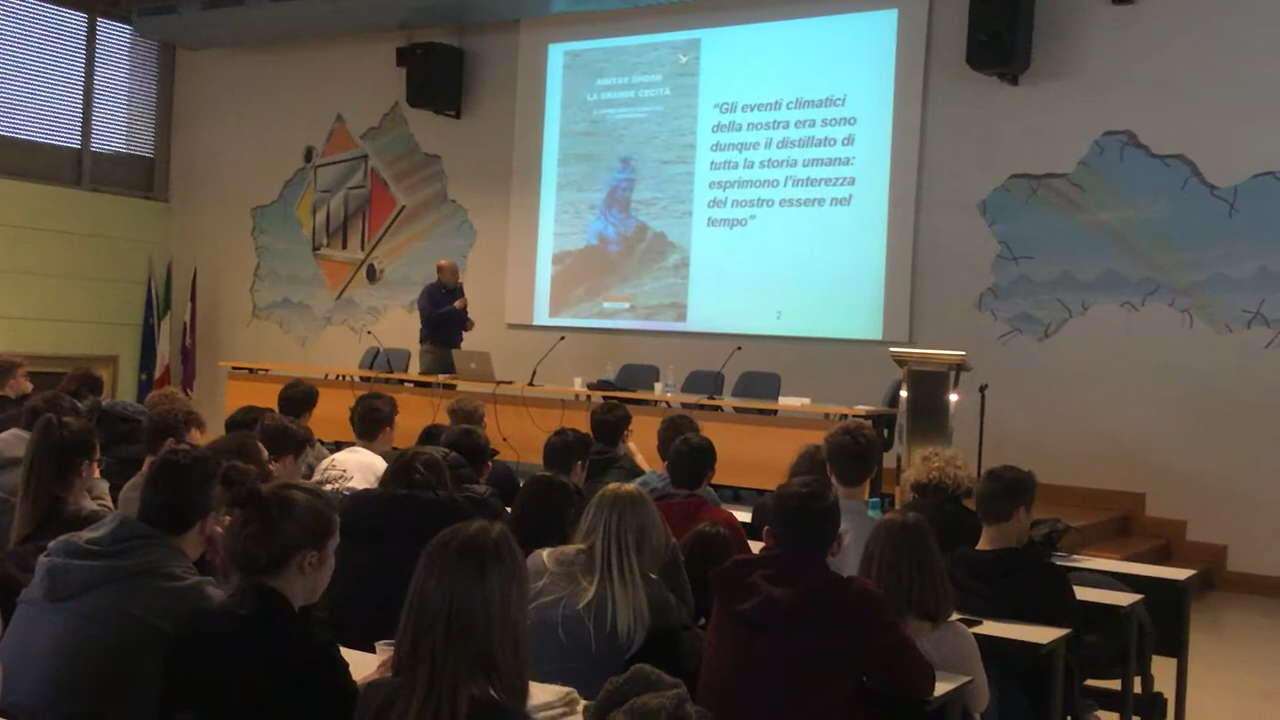 AMITAV GHOSH
LA GRANDE CECITÀ
“Gli eventi climatici
della nostra era sono
dunque il distillato di
tutta la storia umana:
esprimono l’interezza
del nostro essere nel
tempo”
2